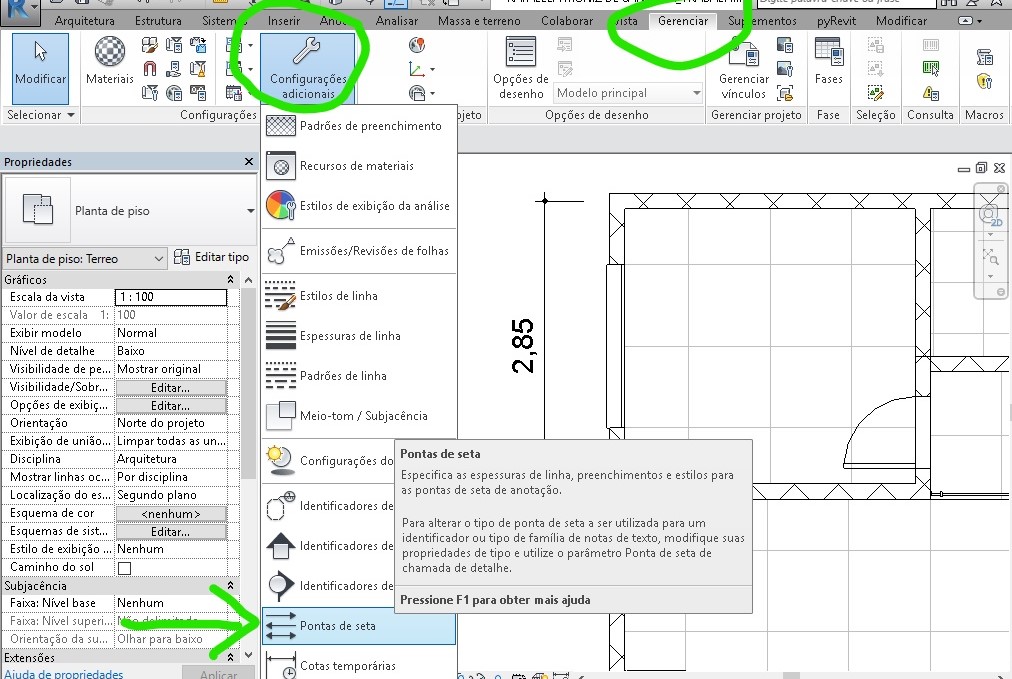 R
Arquitetura Estrutura Sistem Inserir Anot Analisar Massa e terreno Colaborar Vista Gerenciar Suplementos pyRevit Modificar
Modificar
Materiais
Configurações
adicionais
Opções de
desenho
Modelo principal
Gerenciar
vínculos
Fases
Selecionar
Configurações
ojeto
Opções de desenho
Gerenciar projeto
Fase
Seleção
Consulta
Macros
Propriedades
Planta de piso
Planta de piso: Terreo
Editar tipo
Gráficos
Escala da vista 1 : 100
Valor de escala 1: 100
Exibir modelo Normal
Nível de detalhe Baixo
Visibilidade de pe... Mostrar original
Visibilidade/Sobr... Editar...
Opções de exibiç... Editar...
Orientação Norte do projeto
Exibição de união... Limpar todas as un...
Disciplina Arquitetura
Mostrar linhas oc... Por disciplina
Localização do es... Segundo plano
Esquema de cor <nenhum>
Esquemas de sist... Editar...
Estilo de exibição ... Nenhum
Caminho do sol
Subjacência
Faixa: Nível base Nenhum
Faixa: Nível superi... Não delimitado
Orientação da su... Olhar para baixo
Extensões
Ajuda de propriedades
Aplicar
Padrões de preenchimento
Recursos de materiais
Estilos de exibição da análise
Emissões/Revisões de folhas
Estilos de linha
Espessuras de linha
Padrões de linha
Meio-tom / Subjacência
Configurações do
Identificadores de
Identificadores de
Identificadores de
Pontas de seta
Cotas temporárias
Pontas de seta
Especifica as espessuras de linha, preenchimentos e estilos para
as pontas de seta de anotação.
Para alterar o tipo de ponta de seta a ser utilizada para um
identificador ou tipo de família de notas de texto, modifique suas
propriedades de tipo e utilize o parâmetro Ponta de seta de
chamada de detalhe.
Pressione F1 para obter mais ajuda
2,85
2D